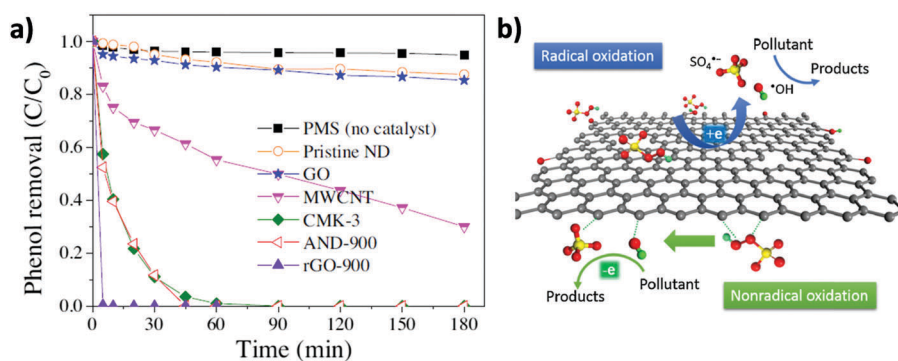 a)
Phenol removal (C/C0)
1.0
0.8
0.6
0.4
0.2
0.0
PMS (no catalyst)
Pristine ND
GO
MWCNT
CMK-3
AND-900
rGO-900
0 30 60 90 120 150 180
Time (min)
b)
Radical oxidation
SO4•−
Pollutant
Products
•OH
+e
-e
Products
Pollutant
Nonradical oxidation